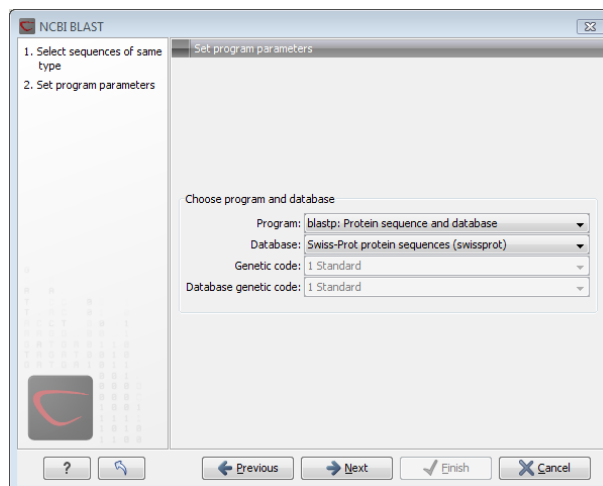 NCBI BLAST
1. Select sequences of same
type
2. Set program parameters
Set program parameters
Choose program and database
Program: blastp: Protein sequence and database
Database: Swiss-Prot protein sequences (swissprot)
Genetic code: 1 Standard
Database genetic code: 1 Standard
? Previous Next Finish Cancel